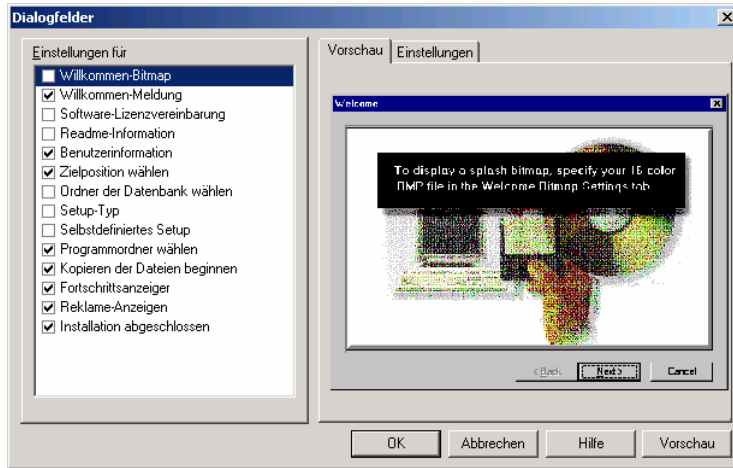 Dialogfelder
Einstellungen für
Willkommen-Bitmap
Willkommen-Meldung
Software-Lizenzvereinbarung
Readme-Information
Benutzerinformation
Zielposition wählen
Ordner der Datenbank wählen
Setup-Typ
Selbstdefiniertes Setup
Programmordner wählen
Kopieren der Dateien beginnen
Fortschrittsanzeiger
Reklame-Anzeigen
Installation abgeschlossen
Vorschau Einstellungen
Welcome
To display a splash bitmap, specify your 16 color
BMP file in the Welcome Bitmap Settings tab.
< Back Next > Cancel
OK Abbrechen Hilfe Vorschau